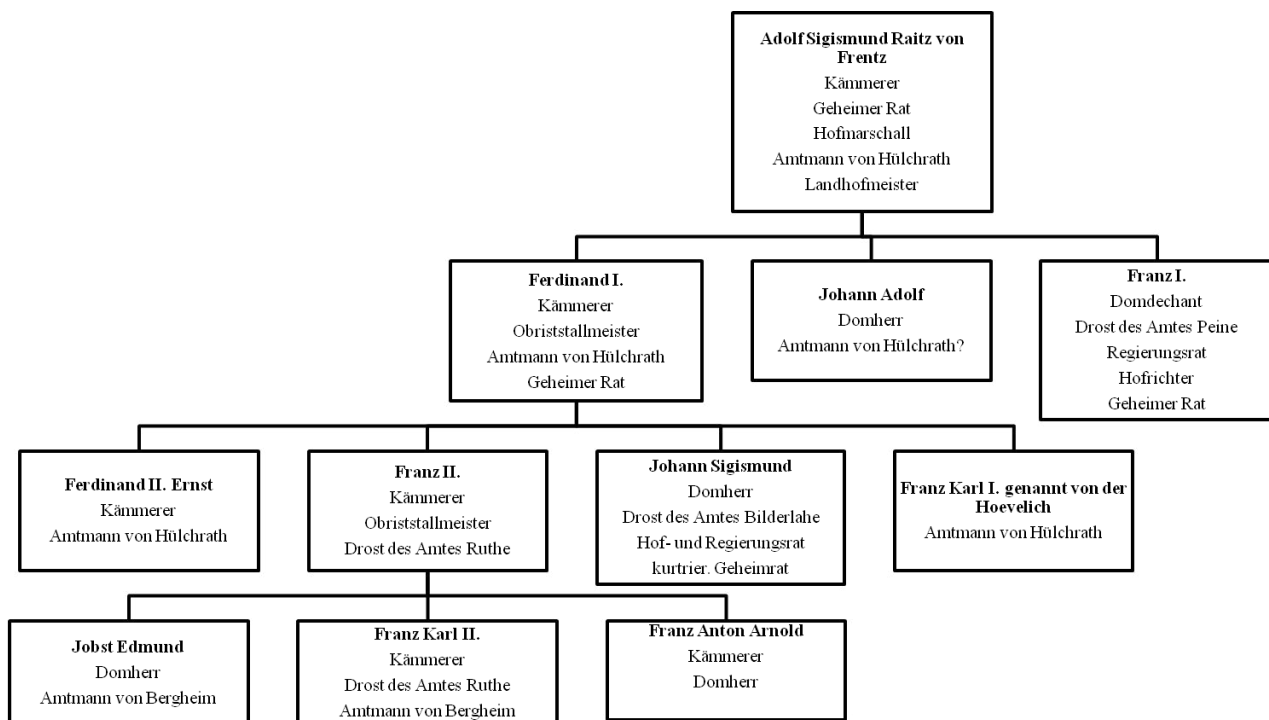 Adolf Sigismund Raitz von
Frentz
Kämmerer
Geheimer Rat
Hofmarschall
Amtmann von Hülchrath
Landhofmeister
Ferdinand I.
Kämmerer
Obriststallmeister
Amtmann von Hülchrath
Geheimer Rat
Johann Adolf
Domherr
Amtmann von Hülchrath?
Franz I.
Domdechant
Drost des Amtes Peine
Regierungsrat
Hofrichter
Geheimer Rat
Ferdinand II. Ernst
Kämmerer
Amtmann von Hülchrath
Franz II.
Kämmerer
Obriststallmeister
Drost des Amtes Ruthe
Johann Sigismund
Domherr
Drost des Amtes Bilderlahe
Hof- und Regierungsrat
kurtrier. Geheimrat
Franz Karl I. genannt von der
Hoevelich
Amtmann von Hülchrath
Jobst Edmund
Domherr
Amtmann von Bergheim
Franz Karl II.
Kämmerer
Drost des Amtes Ruthe
Amtmann von Bergheim
Franz Anton Arnold
Kämmerer
Domherr